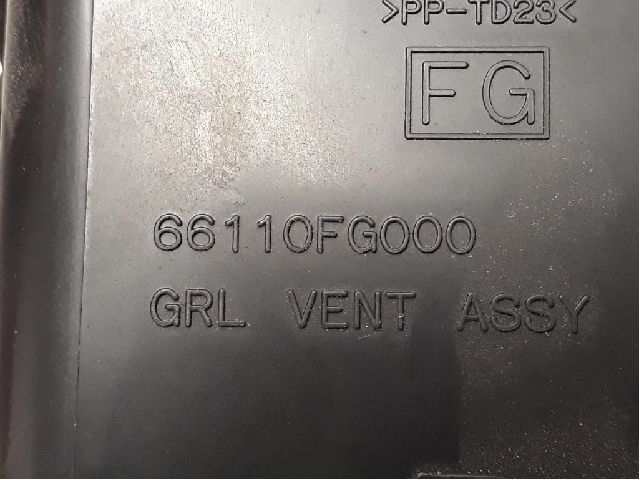 >PP-TD23<
FG
66110FG000
GRL VENT ASSY